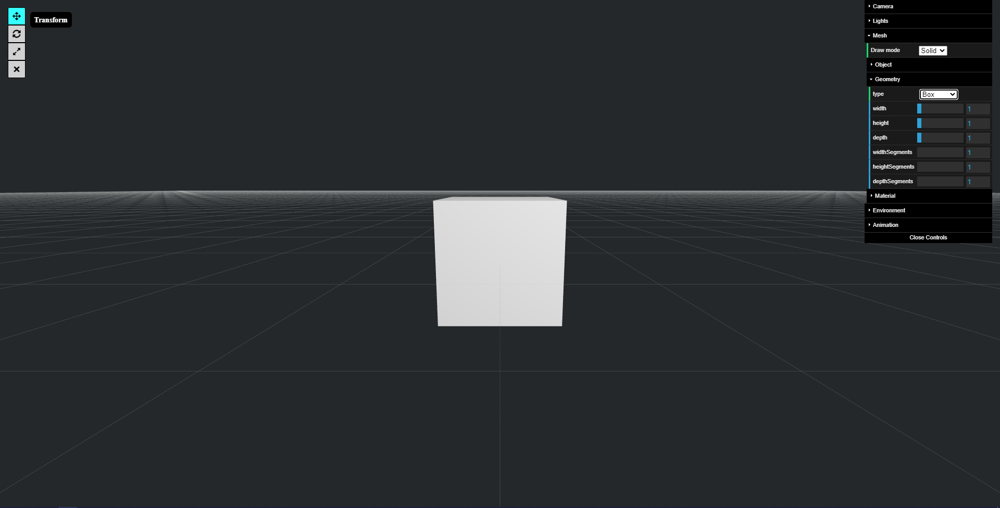 Transform
Camera
Lights
Mesh
Draw mode Solid
Object
Geometry
type Box
width 1
height 1
depth 1
widthSegments 1
heightSegments 1
depthSegments 1
Material
Environment
Animation
Close Controls